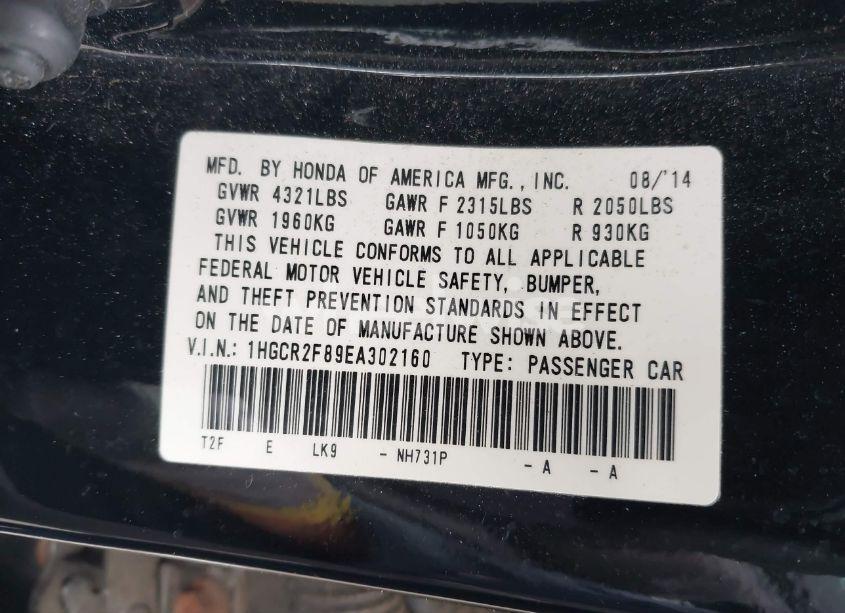 MFD. BY HONDA OF AMERICA MFG., INC. 08/'14
GVWR 4321LBS GAWR F 2315LBS R 2050LBS
GVWR 1960KG GAWR F 1050KG R 930KG
THIS VEHICLE CONFORMS TO ALL APPLICABLE
FEDERAL MOTOR VEHICLE SAFETY, BUMPER,
AND THEFT PREVENTION STANDARDS IN EFFECT
ON THE DATE OF MANUFACTURE SHOWN ABOVE.
V.I.N.: 1HGCR2F89EA302160 TYPE: PASSENGER CAR
T2F E LK9 - NH731P - A - A